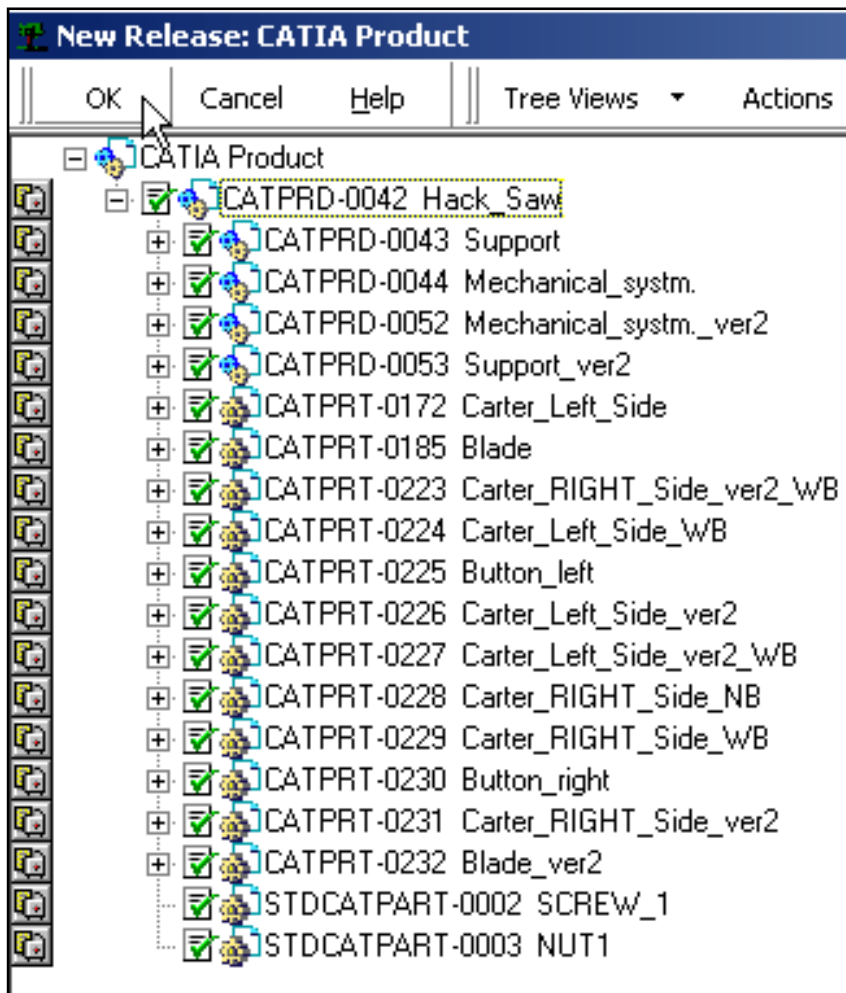 New Release: CATIA Product
OK Cancel Help Tree Views Actions
CATIA Product
CATPRD-0042 Hack_Saw
CATPRD-0043 Support
CATPRD-0044 Mechanical_systm.
CATPRD-0052 Mechanical_systm._ver2
CATPRD-0053 Support_ver2
CATPRT-0172 Carter_Left_Side
CATPRT-0185 Blade
CATPRT-0223 Carter_RIGHT_Side_ver2_WB
CATPRT-0224 Carter_Left_Side_WB
CATPRT-0225 Button_left
CATPRT-0226 Carter_Left_Side_ver2
CATPRT-0227 Carter_Left_Side_ver2_WB
CATPRT-0228 Carter_RIGHT_Side_NB
CATPRT-0229 Carter_RIGHT_Side_WB
CATPRT-0230 Button_right
CATPRT-0231 Carter_RIGHT_Side_ver2
CATPRT-0232 Blade_ver2
STDCATPART-0002 SCREW_1
STDCATPART-0003 NUT1